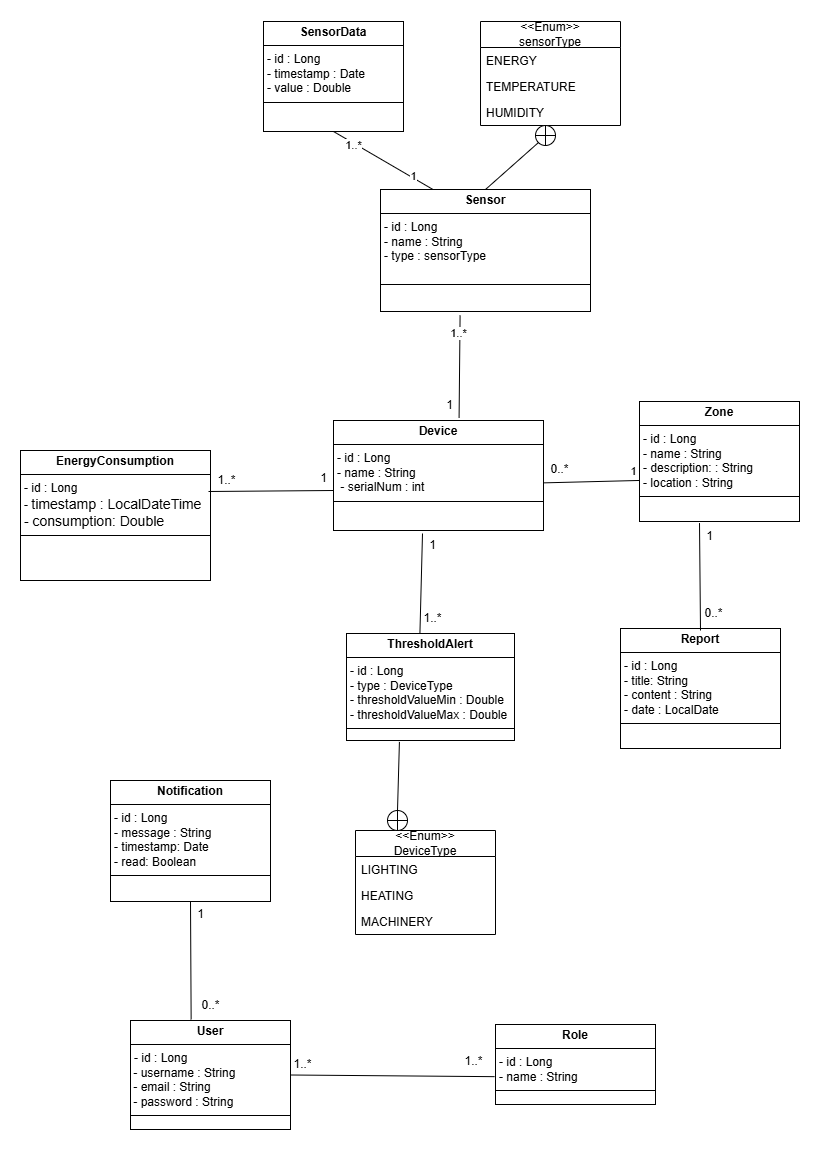 SensorData
- id : Long
- timestamp : Date
- value : Double
<<Enum>>
sensorType
ENERGY
TEMPERATURE
HUMIDITY
1..*
1
Sensor
- id : Long
- name : String
- type : sensorType
1..*
1
Device
- id : Long
- name : String
- serialNum : int
Zone
- id : Long
- name : String
- description: : String
- location : String
EnergyConsumption
- id : Long
- timestamp : LocalDateTime
- consumption: Double
1..*
1
0..*
1
1
1..*
1
0..*
ThresholdAlert
- id : Long
- type : DeviceType
- thresholdValueMin : Double
- thresholdValueMax : Double
Report
- id : Long
- title: String
- content : String
- date : LocalDate
Notification
- id : Long
- message : String
- timestamp: Date
- read: Boolean
<<Enum>>
DeviceType
LIGHTING
HEATING
MACHINERY
1
0..*
User
- id : Long
- username : String
- email : String
- password : String
1..*
1..*
Role
- id : Long
- name : String